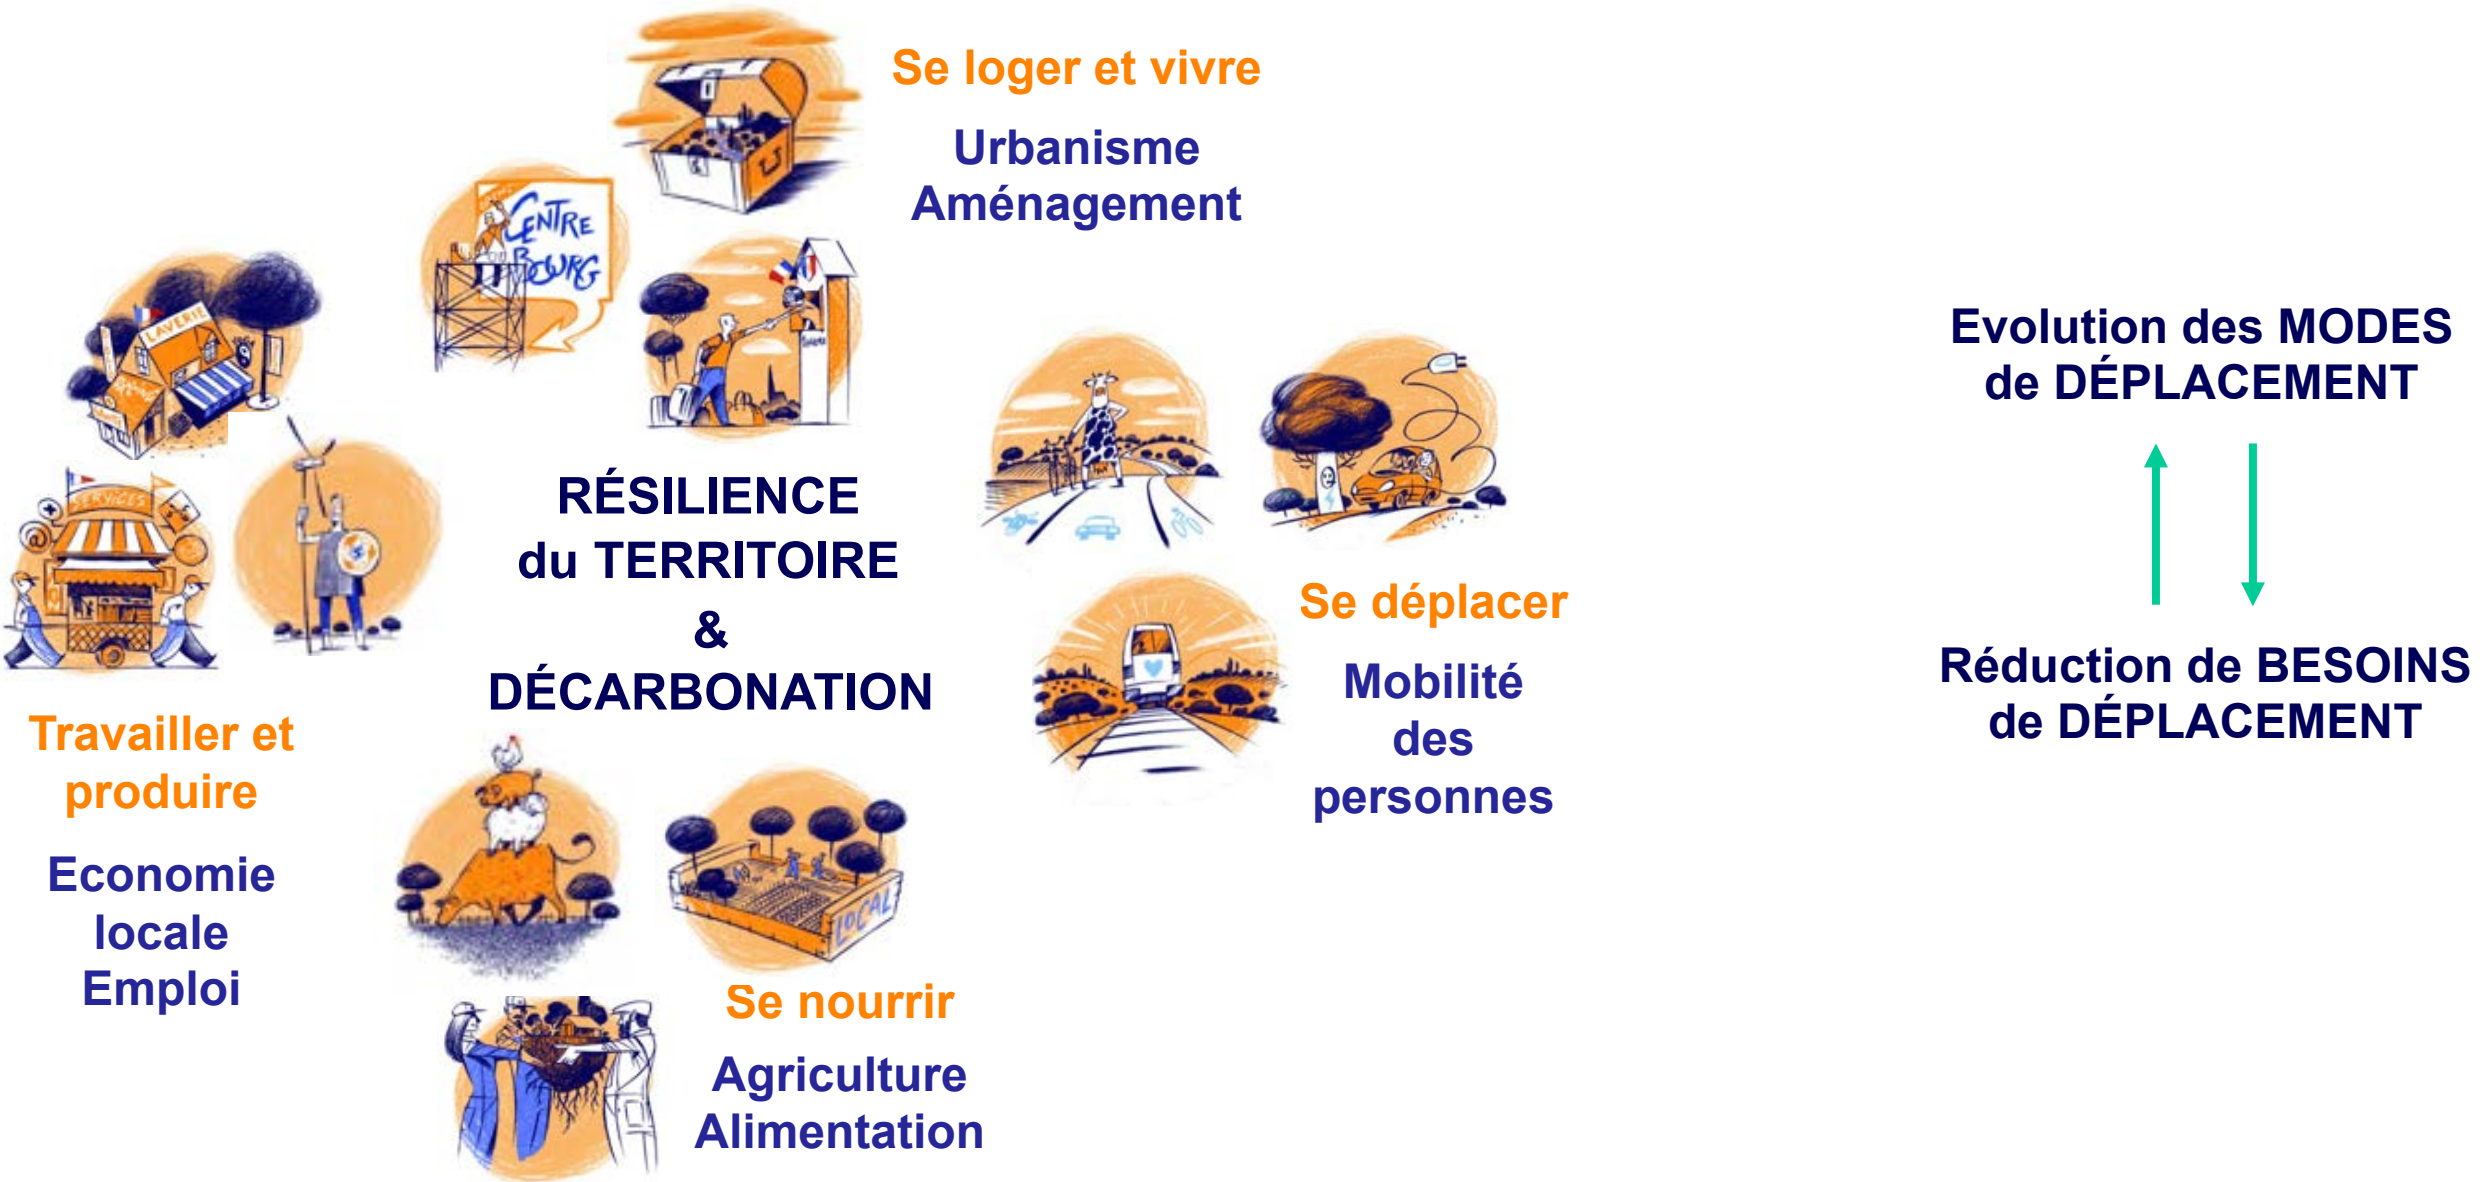 Se loger et vivre
Urbanisme
Aménagement
CENTRE
BOURG
LAVERIE
SERVICES
RÉSILIENCE
du TERRITOIRE
&
DÉCARBONATION
Travailler et
produire
Economie
locale
Emploi
Se déplacer
Mobilité
des
personnes
LOCAL
Se nourrir
Agriculture
Alimentation
Evolution des MODES
de DÉPLACEMENT
Réduction de BESOINS
de DÉPLACEMENT